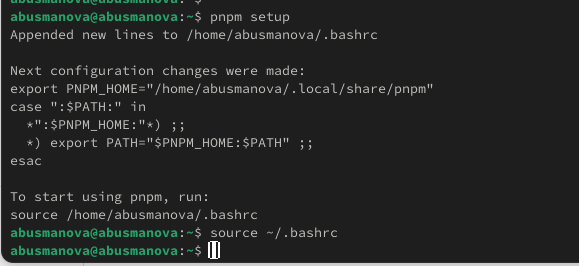 abusmanova@abusmanova:~$ pnpm setup
Appended new lines to /home/abusmanova/.bashrc

Next configuration changes were made:
export PNPM_HOME="/home/abusmanova/.local/share/pnpm"
case ":$PATH:" in
  *":$PNPM_HOME:"*) ;;
  *) export PATH="$PNPM_HOME:$PATH" ;;
esac

To start using pnpm, run:
source /home/abusmanova/.bashrc
abusmanova@abusmanova:~$ source ~/.bashrc
abusmanova@abusmanova:~$